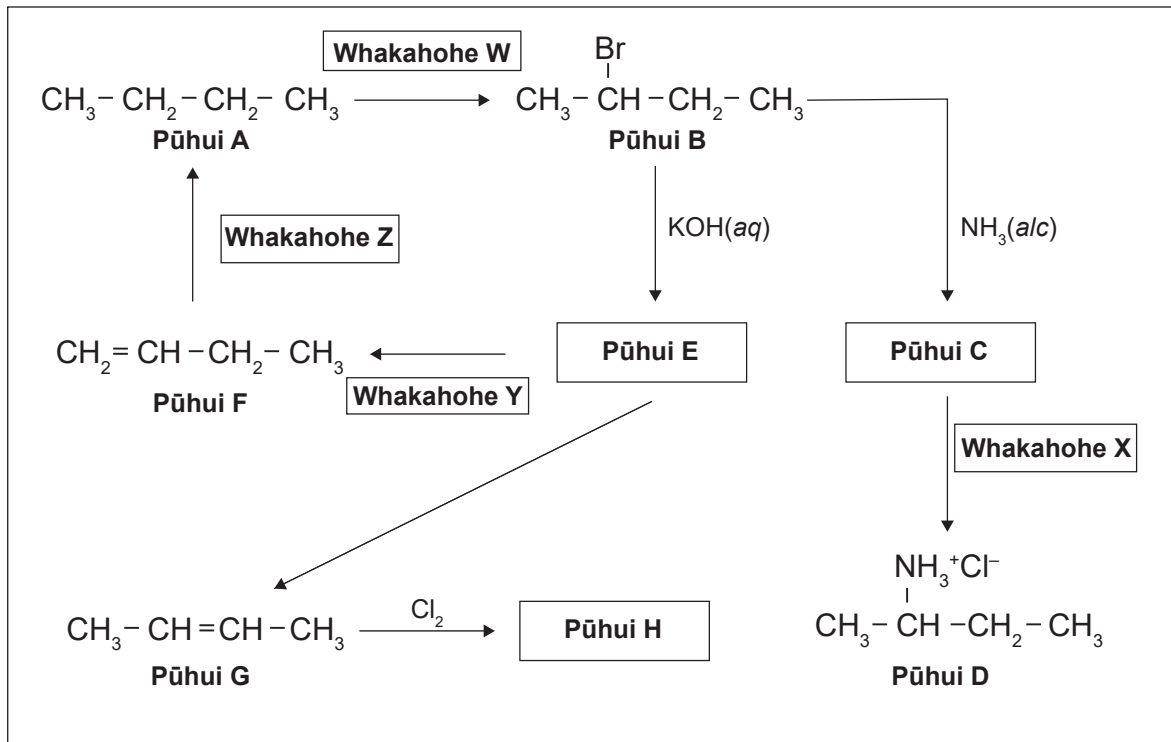 Whakahohe W
Br
CH₃ – CH₂ – CH₂ – CH₃
CH₃ – CH – CH₂ – CH₃
Pūhui A
Pūhui B
Whakahohe Z
KOH(aq)
NH₃(alc)
CH₂ = CH – CH₂ – CH₃
Pūhui F
Whakahohe Y
Pūhui E
Pūhui C
Whakahohe X
NH₃⁺Cl⁻
CH₃ – CH = CH – CH₃
Pūhui G
Cl₂
Pūhui H
CH₃ – CH – CH₂ – CH₃
Pūhui D